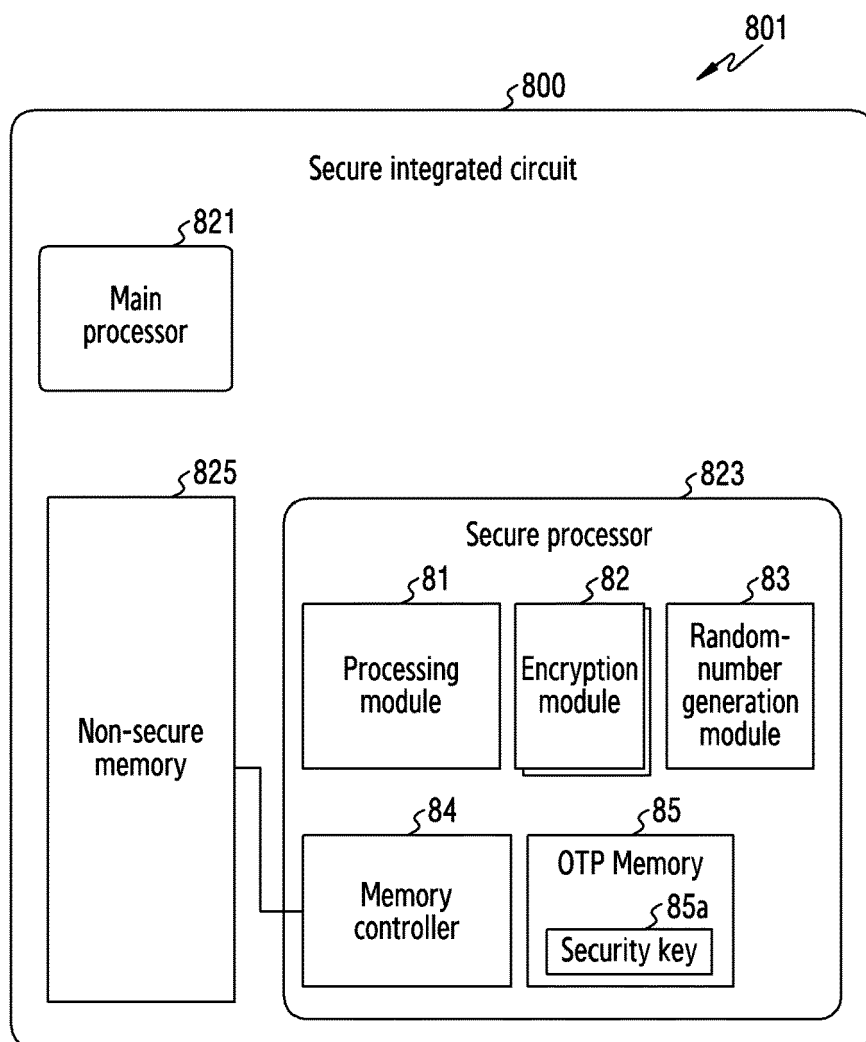 801
800
Secure integrated circuit
821
Main
processor
825
Non-secure
memory
823
Secure processor
81
Processing
module
82
Encryption
module
83
Random-
number
generation
module
84
Memory
controller
85
OTP Memory
85a
Security key